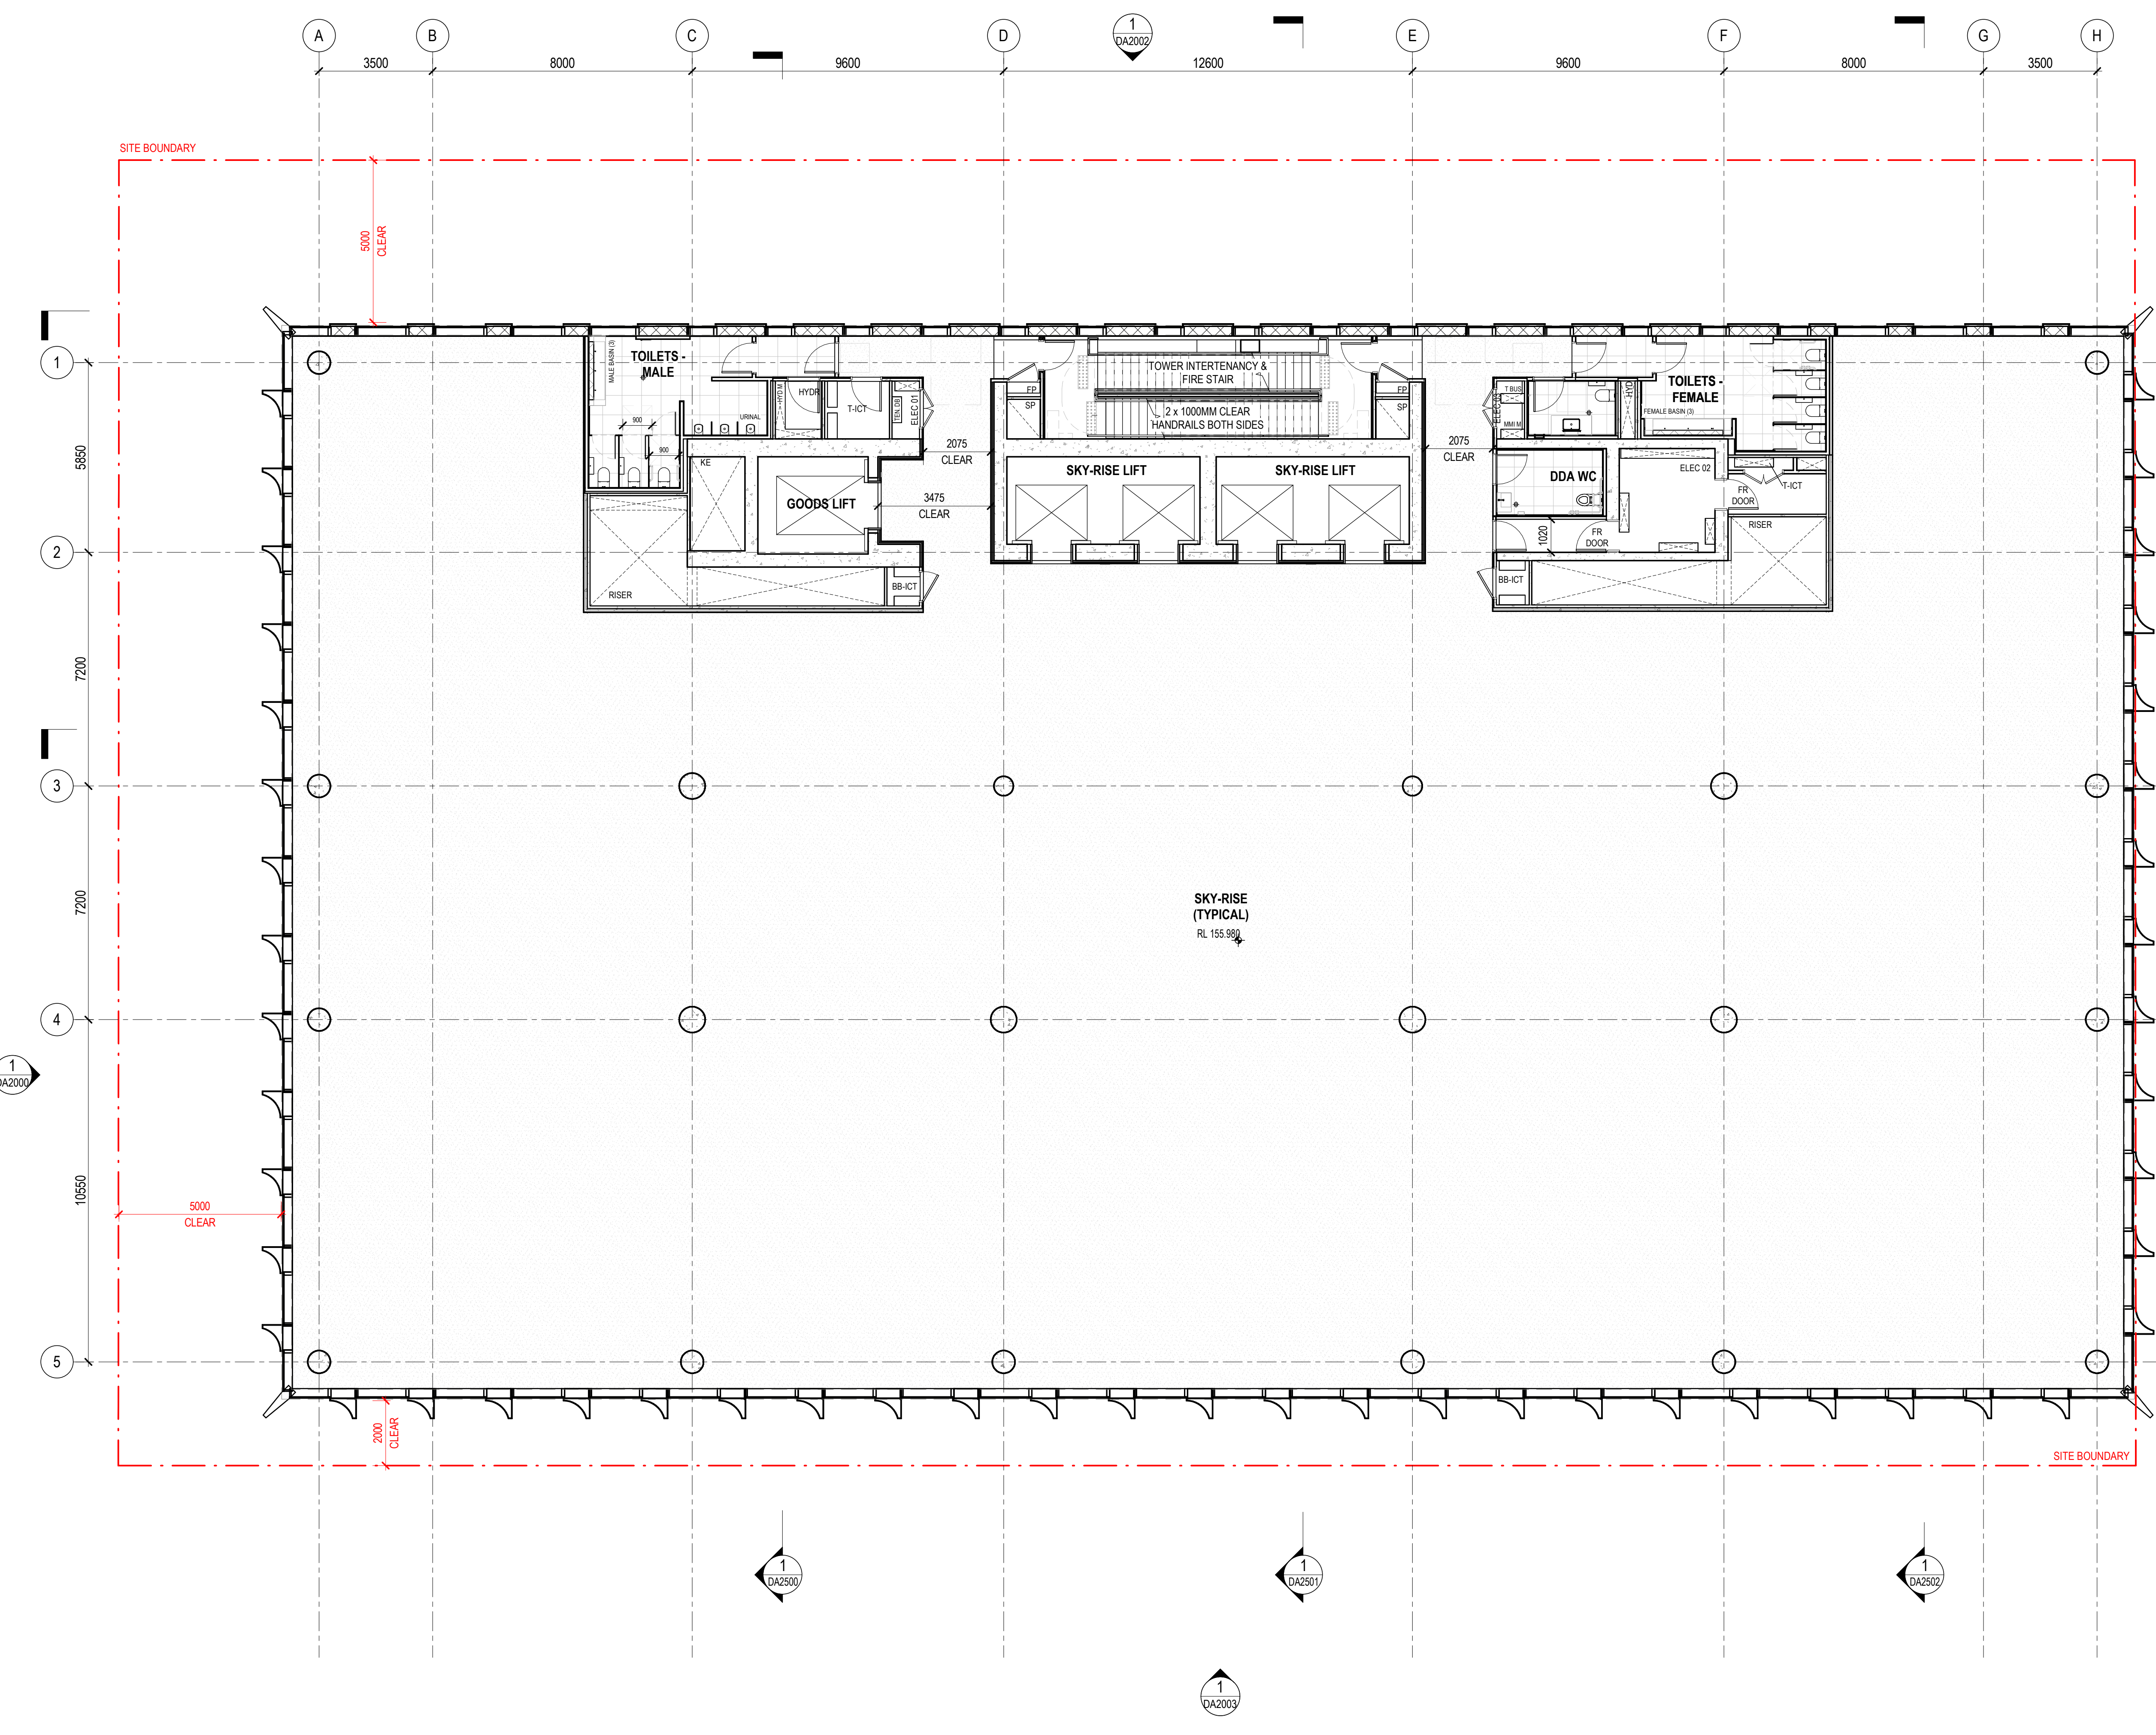 A
B
C
D
1
DA2002
E
F
G
H
3500
8000
9600
12600
9600
8000
3500
SITE BOUNDARY
5000
CLEAR
1
5850
2
7200
3
7200
4
10550
5
1
DA2000
MALE BASIN (3)
TOILETS -
MALE
900
900
URINAL
HYD M
HYDR
T-ICT
TEN. DB
ELEC 01
KE
GOODS LIFT
RISER
BB-ICT
2075
CLEAR
3475
CLEAR
FP
SP
TOWER INTERTENANCY &
FIRE STAIR
2 x 1000MM CLEAR
HANDRAILS BOTH SIDES
FP
SP
SKY-RISE LIFT
SKY-RISE LIFT
2075
CLEAR
ELEC 03
T BUS
MMI M
HYD
TOILETS -
FEMALE
FEMALE BASIN (3)
DDA WC
ELEC 02
T-ICT
FR
DOOR
RISER
1020
FR
DOOR
BB-ICT
SKY-RISE
(TYPICAL)
RL 155.980
5000
CLEAR
2000
CLEAR
SITE BOUNDARY
1
DA2500
1
DA2501
1
DA2502
1
DA2003